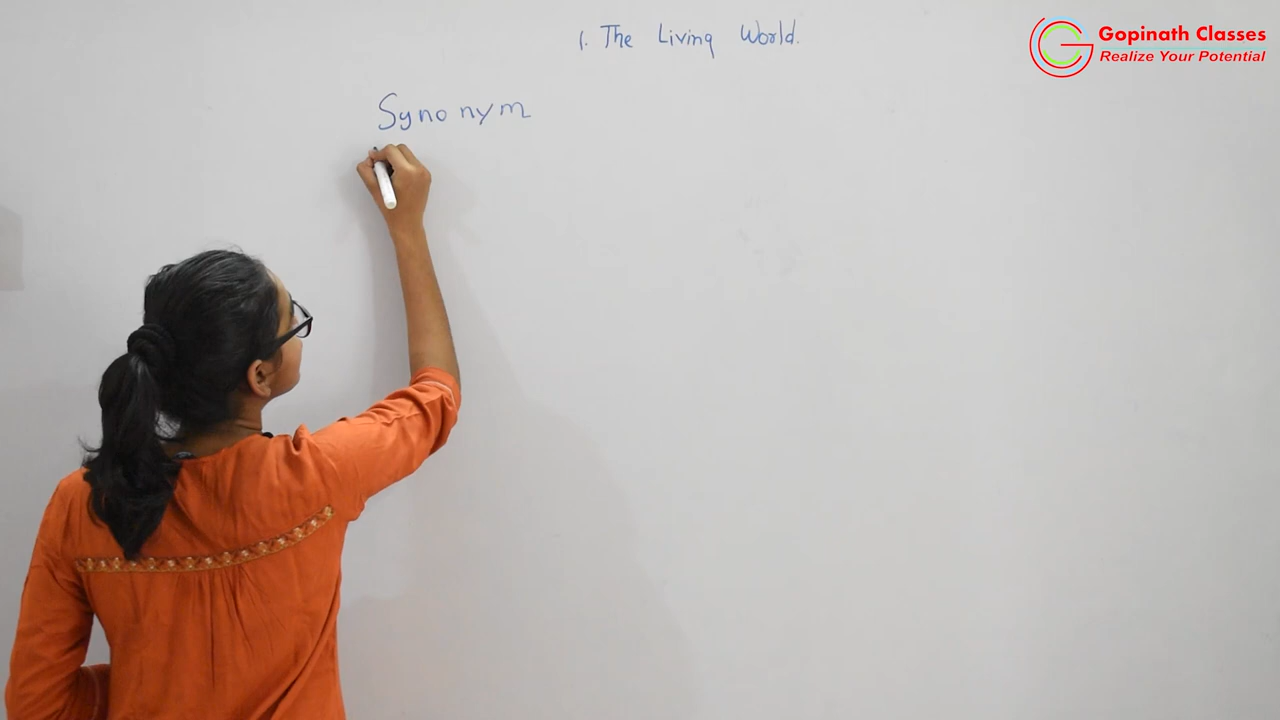 1. The Living World.
Gopinath Classes
Realize Your Potential
Synonym